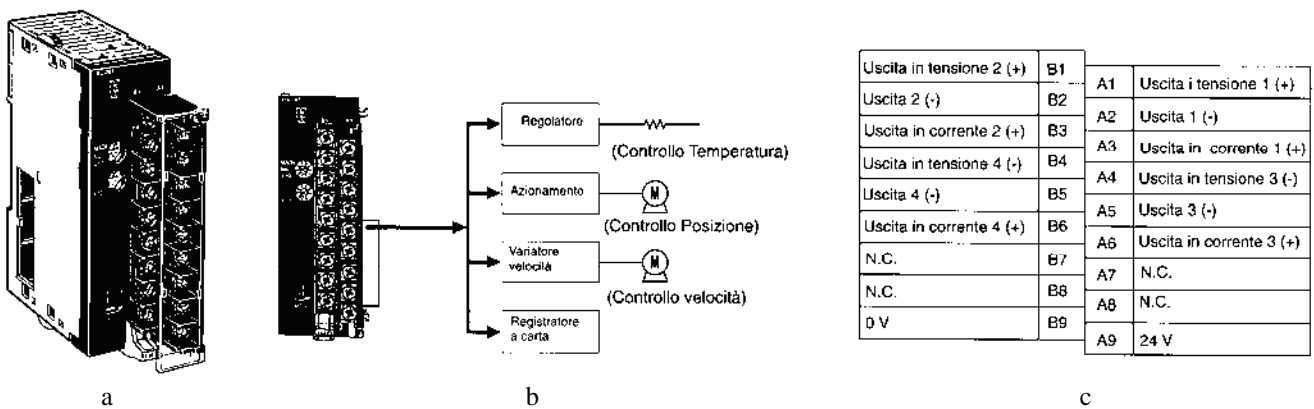 Regolatore
(Controllo Temperatura)
Azionamento
M
(Controllo Posizione)
Variatore
velocità
M
(Controllo velocità)
Registratore
a carta
Uscita in tensione 2 (+) B1
Uscita 2 (-) B2
Uscita in corrente 2 (+) B3
Uscita in tensione 4 (-) B4
Uscita 4 (-) B5
Uscita in corrente 4 (+) B6
N.C. B7
N.C. B8
0 V B9
A1 Uscita i tensione 1 (+)
A2 Uscita 1 (-)
A3 Uscita in corrente 1 (+)
A4 Uscita in tensione 3 (-)
A5 Uscita 3 (-)
A6 Uscita in corrente 3 (+)
A7 N.C.
A8 N.C.
A9 24 V
a
b
c